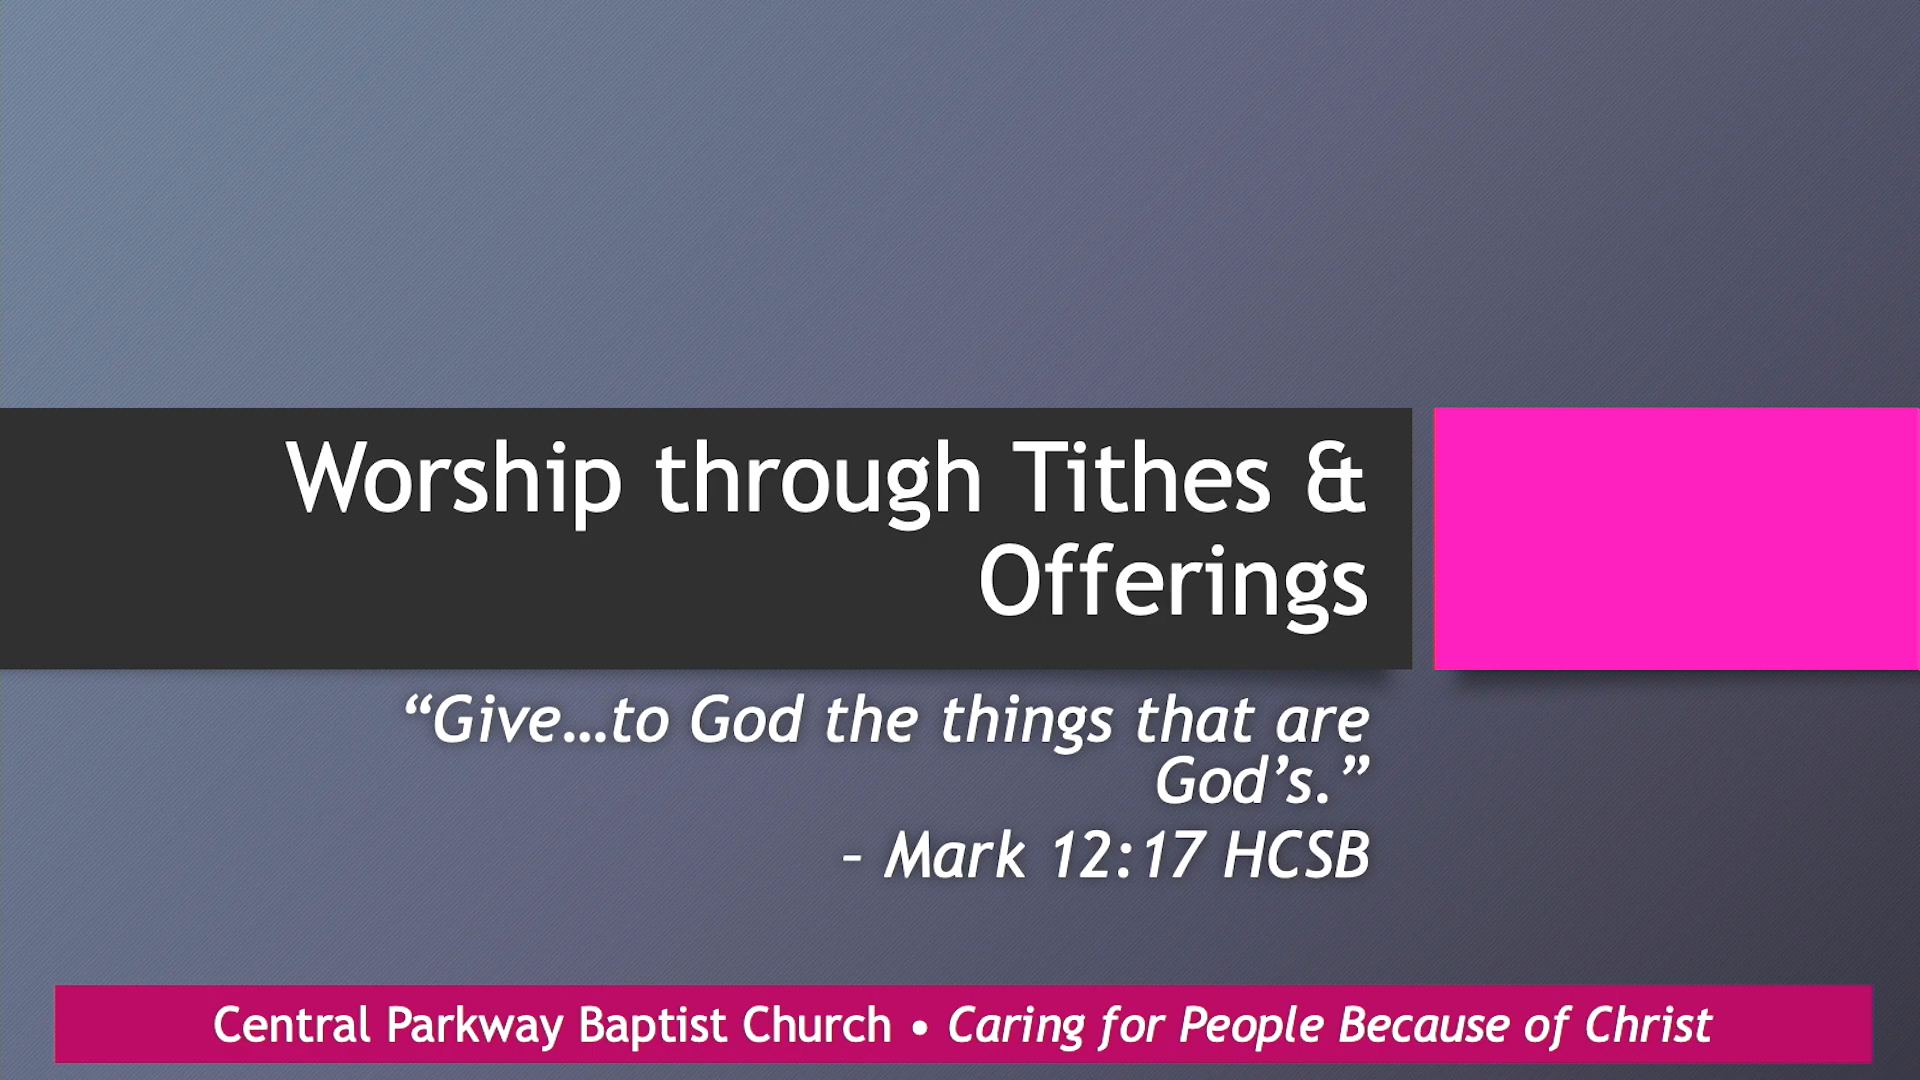 Worship through Tithes &
Offerings
“Give…to God the things that are
God’s.”
– Mark 12:17 HCSB
Central Parkway Baptist Church • Caring for People Because of Christ